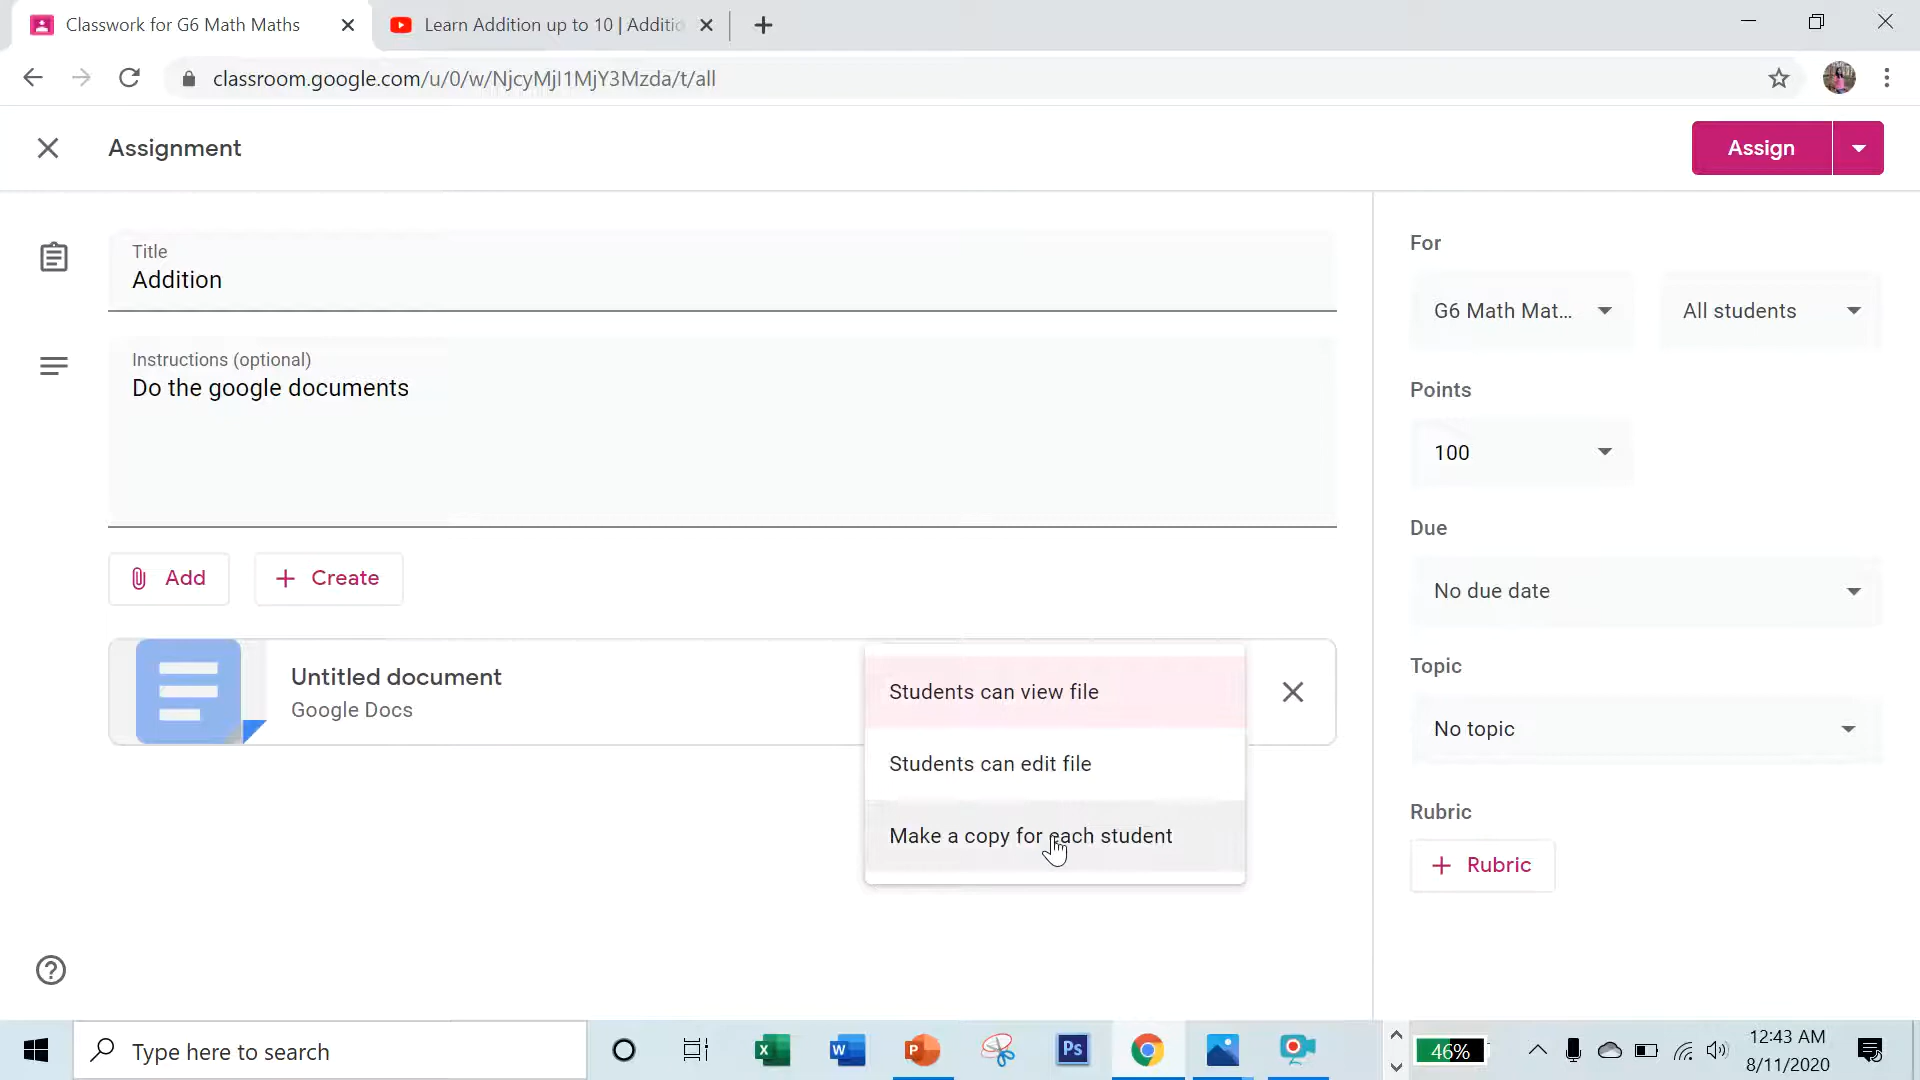 Classwork for G6 Math Maths
Learn Addition up to 10 | Additio
classroom.google.com/u/0/w/NjcyMjI1MjY3Mzda/t/all
Assignment
Assign
Title
Addition
Instructions (optional)
Do the google documents
Add
Create
Untitled document
Google Docs
Students can view file
Students can edit file
Make a copy for each student
For
G6 Math Mat...
All students
Points
100
Due
No due date
Topic
No topic
Rubric
Rubric
Type here to search
X
W
P
Ps
46%
12:43 AM
8/11/2020